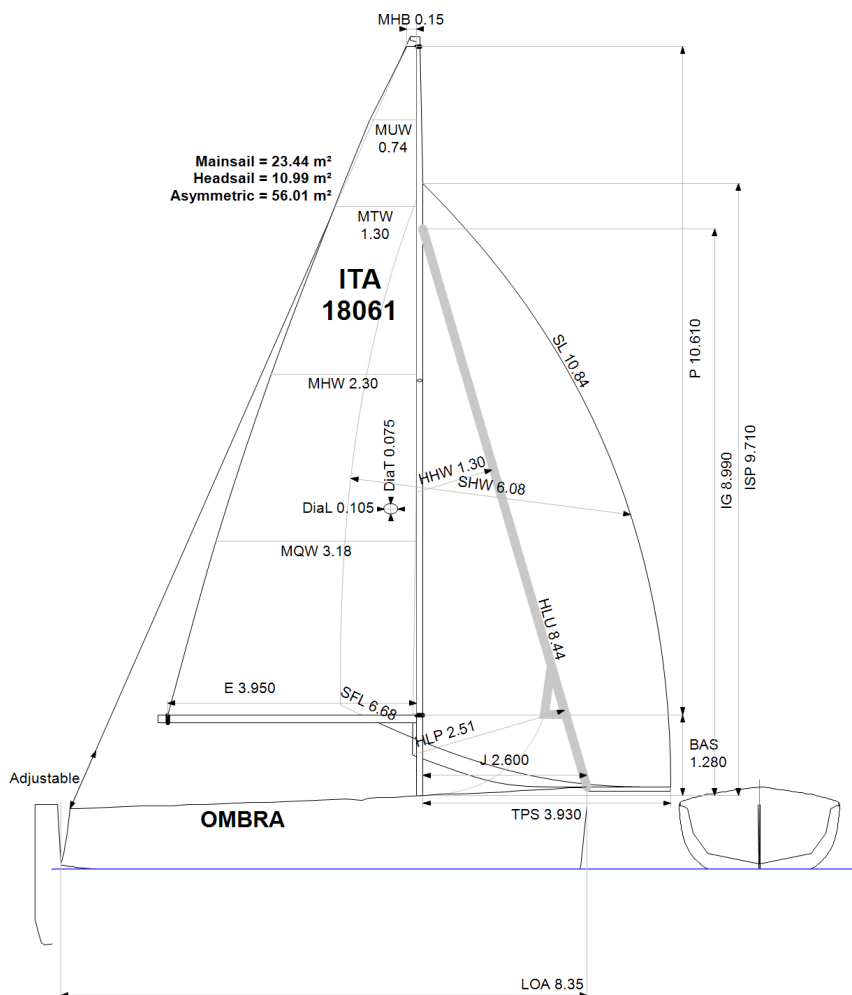 MHB 0.15
MUW
0.74
Mainsail = 23.44 m²
Headsail = 10.99 m²
Asymmetric = 56.01 m²
MTW
1.30
ITA
18061
SL 10.84
P 10.610
MHW 2.30
IG 8.990
ISP 9.710
DiaT 0.075
HHW 1.30
SHW 6.08
DiaL 0.105
MQW 3.18
HLU 8.44
E 3.950
SFL 6.68
HLP 2.51
J 2.600
BAS
1.280
Adjustable
OMBRA
TPS 3.930
LOA 8.35